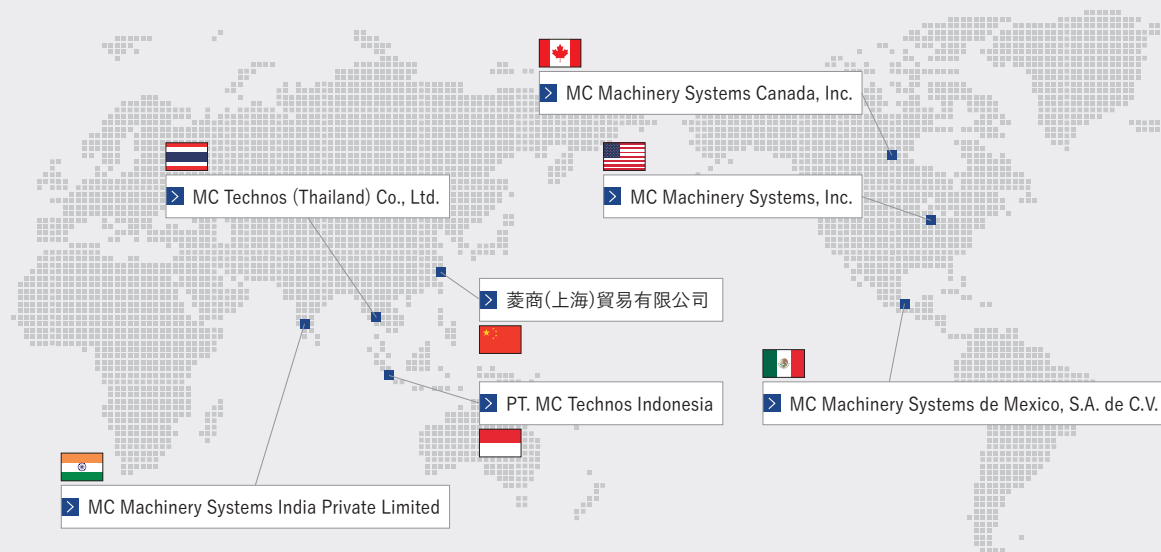 MC Machinery Systems Canada, Inc.
MC Technos (Thailand) Co., Ltd.
MC Machinery Systems, Inc.
菱商(上海)貿易有限公司
PT. MC Technos Indonesia
MC Machinery Systems de Mexico, S.A. de C.V.
MC Machinery Systems India Private Limited